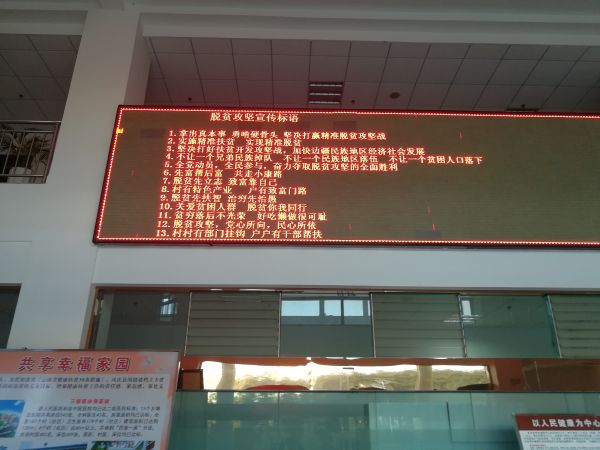 脱贫攻坚宣传标语
1.拿出真本事 勇啃硬骨头 坚决打赢精准脱贫攻坚战
2.实施精准扶贫 实现精准脱贫
3.坚决打好扶贫开发攻坚战，加快边疆民族地区经济社会发展
4.不让一个兄弟民族掉队 不让一个民族地区落伍 不让一个贫困人口落下
5.全党动员，全民参与，奋力夺取脱贫攻坚的全面胜利
6.先富帮后富 共走小康路
7.脱贫先立志 致富靠自己
8.村有特色产业 户有致富门路
9.脱贫先扶智 治穷先治愚
10.关爱贫困人群 脱贫你我同行
11.贫穷落后不光荣 好吃懒做很可耻
12.脱贫攻坚，党心所向，民心所依
13.村村有部门挂钩 户户有干部帮扶
共享幸福家园
以人民健康为中心